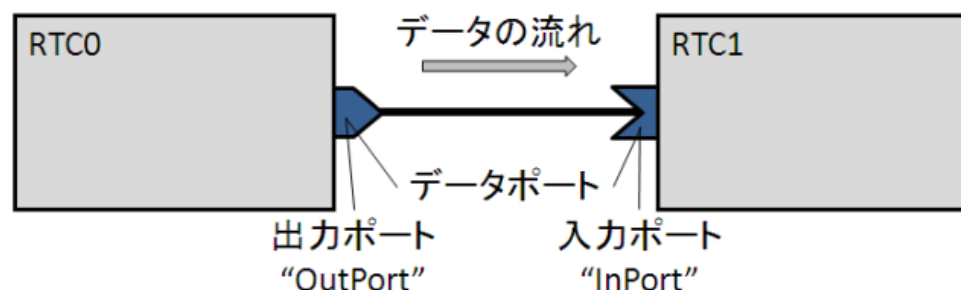 RTC0
データの流れ
RTC1
データポート
出力ポート
“OutPort”
入力ポート
“InPort”